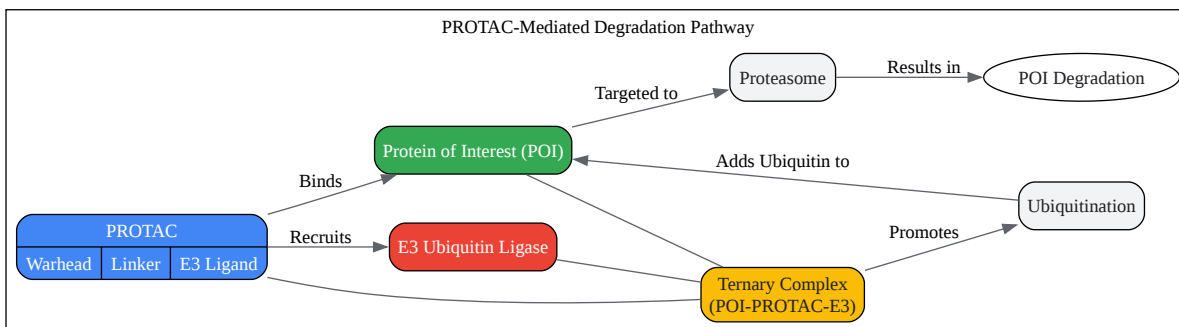 PROTAC-Mediated Degradation Pathway
Proteasome
Results in
POI Degradation
Targeted to
Protein of Interest (POI)
Adds Ubiquitin to
Binds
Ubiquitination
PROTAC
Warhead
Linker
E3 Ligand
Recruits
E3 Ubiquitin Ligase
Promotes
Ternary Complex
(POI-PROTAC-E3)